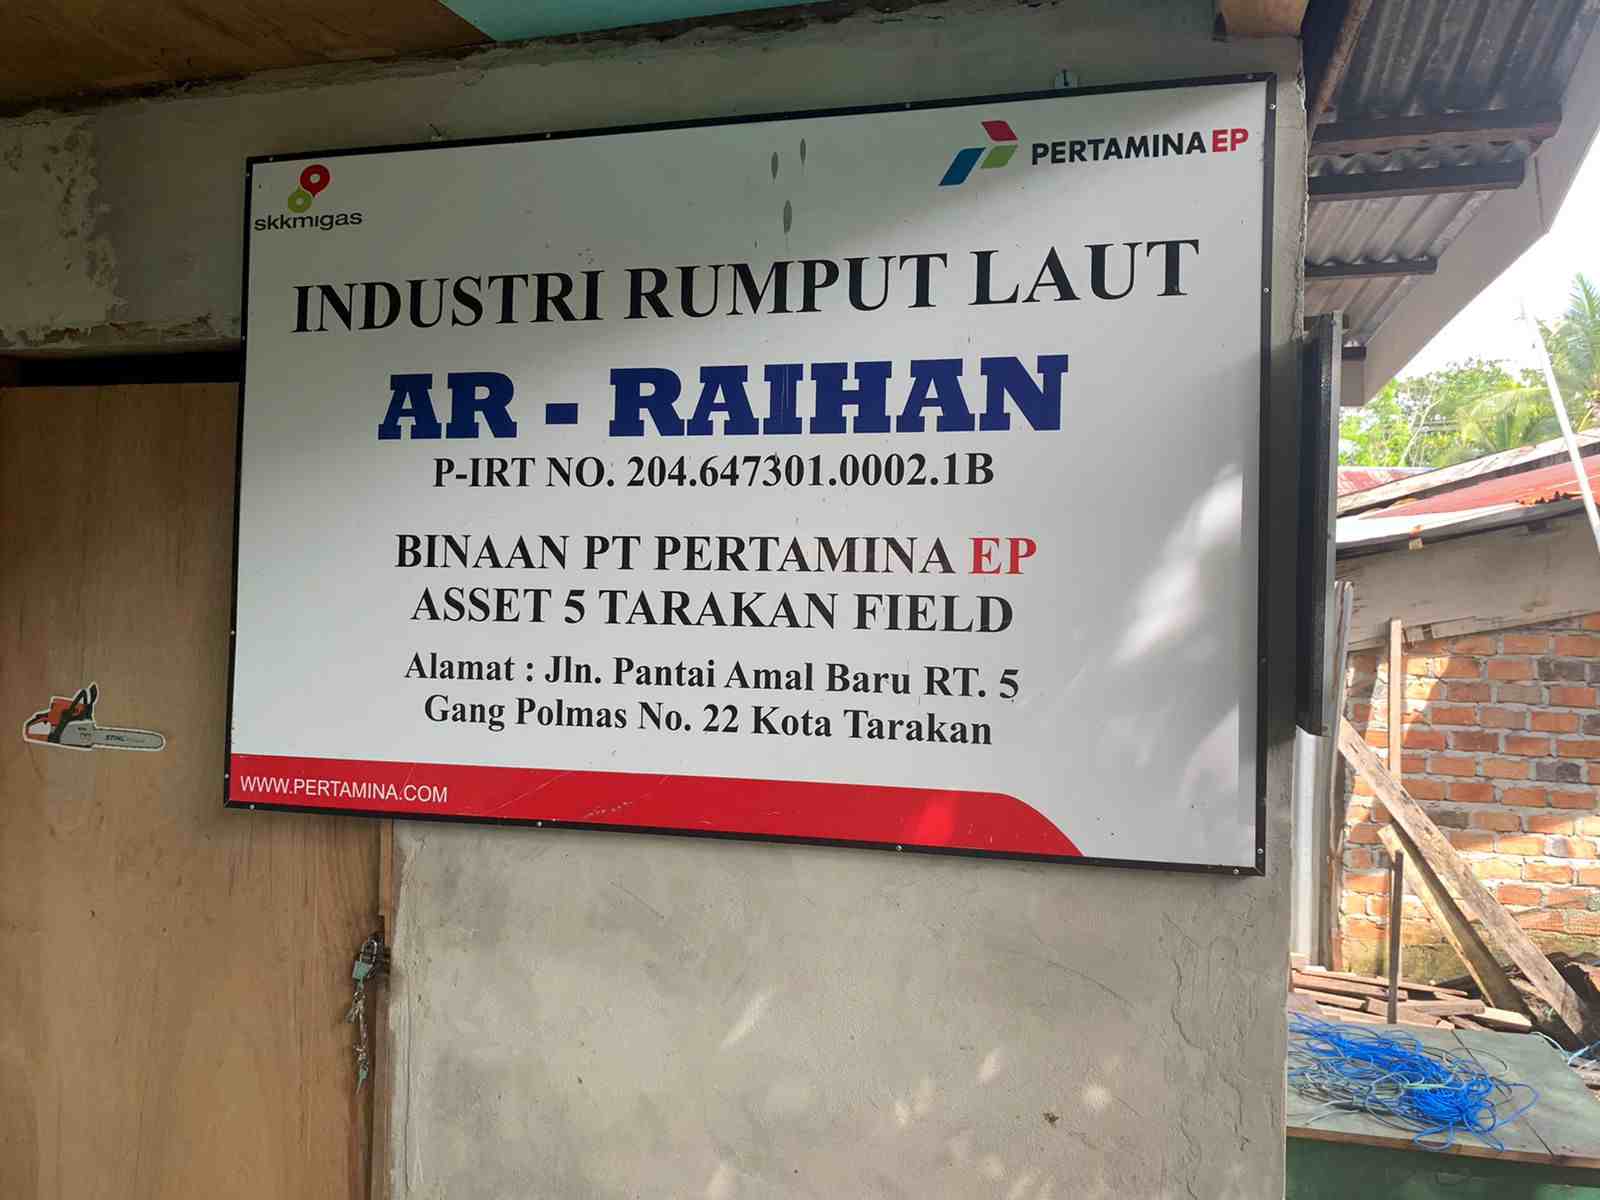 skkmigas
PERTAMINA EP
INDUSTRI RUMPUT LAUT
AR - RAIHAN
P-IRT NO. 204.647301.0002.1B
BINAAN PT PERTAMINA EP
ASSET 5 TARAKAN FIELD
Alamat : Jln. Pantai Amal Baru RT. 5
Gang Polmas No. 22 Kota Tarakan
WWW.PERTAMINA.COM
STIHL